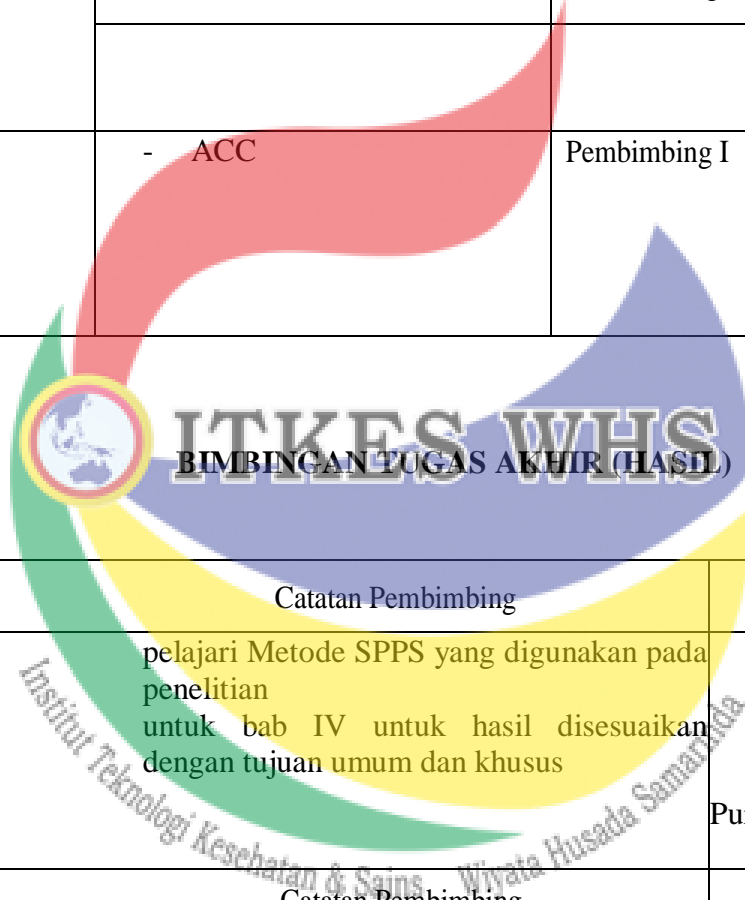 - ACC
Pembimbing I
ITKES WHS
BIMBINGAN TUGAS AKHIR (HASIL)
Catatan Pembimbing
pelajari Metode SPPS yang digunakan pada
penelitian
untuk bab IV untuk hasil disesuaikan
dengan tujuan umum dan khusus
Institut Teknologi Kesehatan & Sains Wiyata Husada Samarinda
Catatan Pembimbing